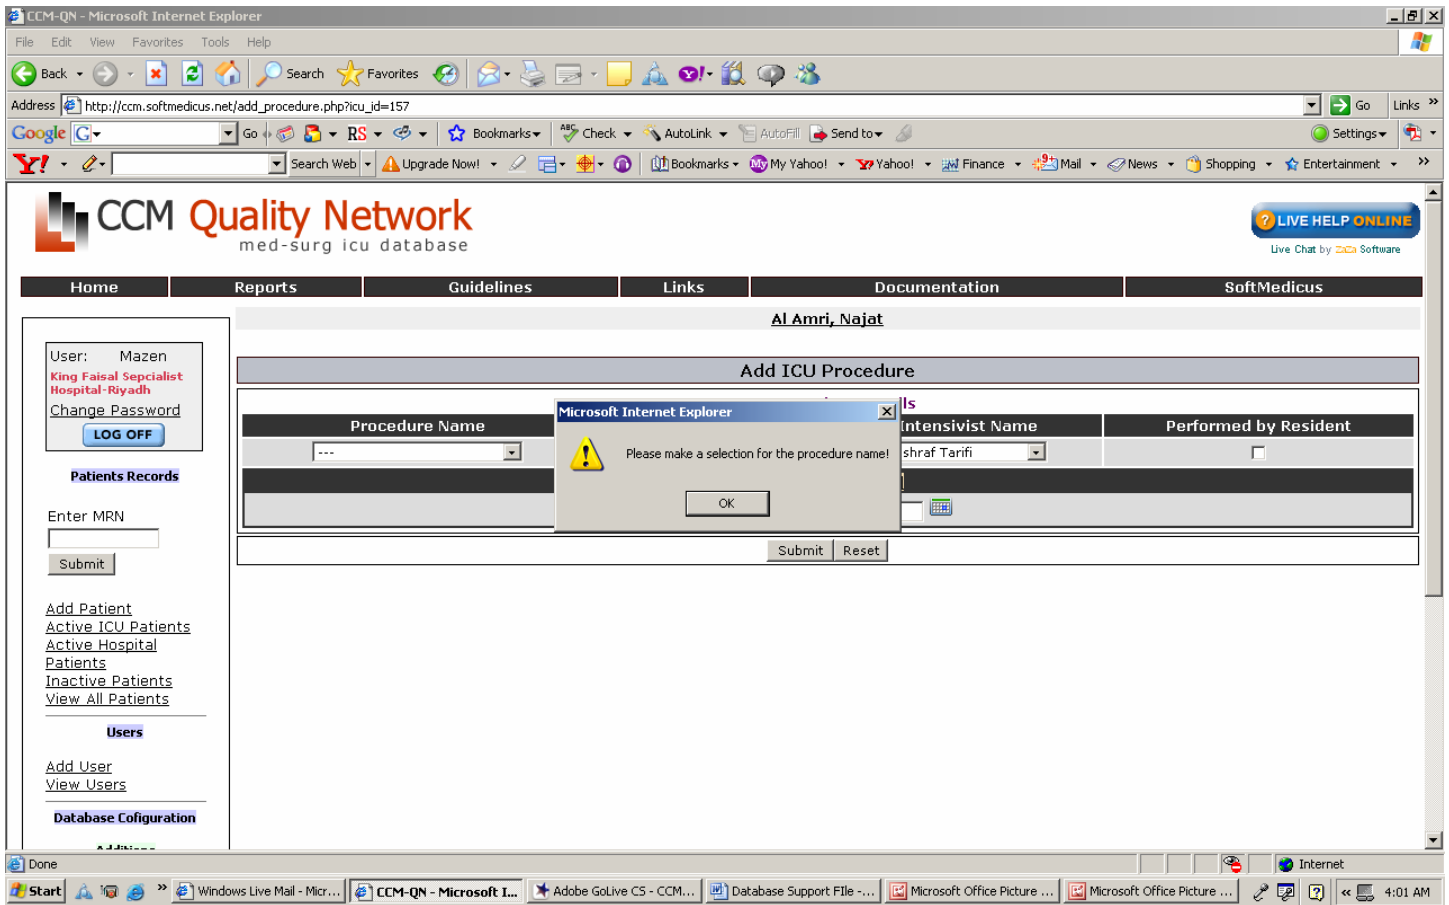 CCM-QN - Microsoft Internet Explorer
File Edit View Favorites Tools Help
Back Search Favorites
Address http://ccm.softmedicus.net/add_procedure.php?icu_id=157 Go Links »
Google G Go RS Bookmarks ABC Check AutoLink AutoFill Send to Settings
Y! Search Web Upgrade Now! Bookmarks My Yahoo! Yahoo! Finance 9+ Mail News Shopping Entertainment »
CCM Quality Network
med-surg icu database
? LIVE HELP ONLINE
Live Chat by Software
Home Reports Guidelines Links Documentation SoftMedicus
Al Amri, Najat
User: Mazen
King Faisal Sepcialist
Hospital-Riyadh
Change Password
LOG OFF
Patients Records
Enter MRN
Submit
Add Patient
Active ICU Patients
Active Hospital
Patients
Inactive Patients
View All Patients
Users
Add User
View Users
Database Cofiguration
Add ICU Procedure
ls
Procedure Name Intensivist Name Performed by Resident
--- shraf Tarifi
Microsoft Internet Explorer
Please make a selection for the procedure name!
OK
Submit Reset
Done Internet
Start » Windows Live Mail - Micr... CCM-QN - Microsoft I... Adobe GoLive CS - CCM... Database Support FIle -... Microsoft Office Picture ... Microsoft Office Picture ... « 4:01 AM